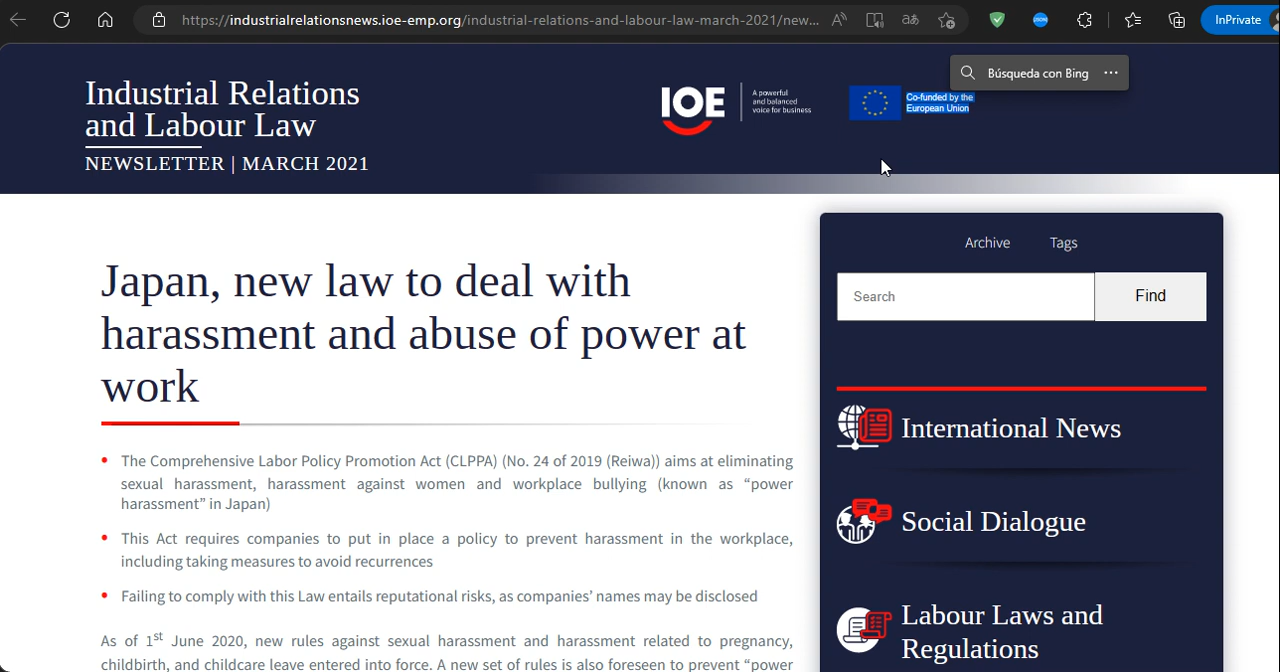 https://industrialrelationsnews.ioe-emp.org/industrial-relations-and-labour-law-march-2021/new...
InPrivate
Industrial Relations
and Labour Law
NEWSLETTER | MARCH 2021
IOE
A powerful
and balanced
voice for business
Co-funded by the
European Union
Búsqueda con Bing
Japan, new law to deal with
harassment and abuse of power at
work
The Comprehensive Labor Policy Promotion Act (CLPPA) (No. 24 of 2019 (Reiwa)) aims at eliminating
sexual harassment, harassment against women and workplace bullying (known as “power
harassment” in Japan)
This Act requires companies to put in place a policy to prevent harassment in the workplace,
including taking measures to avoid recurrences
Failing to comply with this Law entails reputational risks, as companies’ names may be disclosed
As of 1st June 2020, new rules against sexual harassment and harassment related to pregnancy,
childbirth, and childcare leave entered into force. A new set of rules is also foreseen to prevent “power
Archive Tags
Search
Find
International News
Social Dialogue
Labour Laws and
Regulations